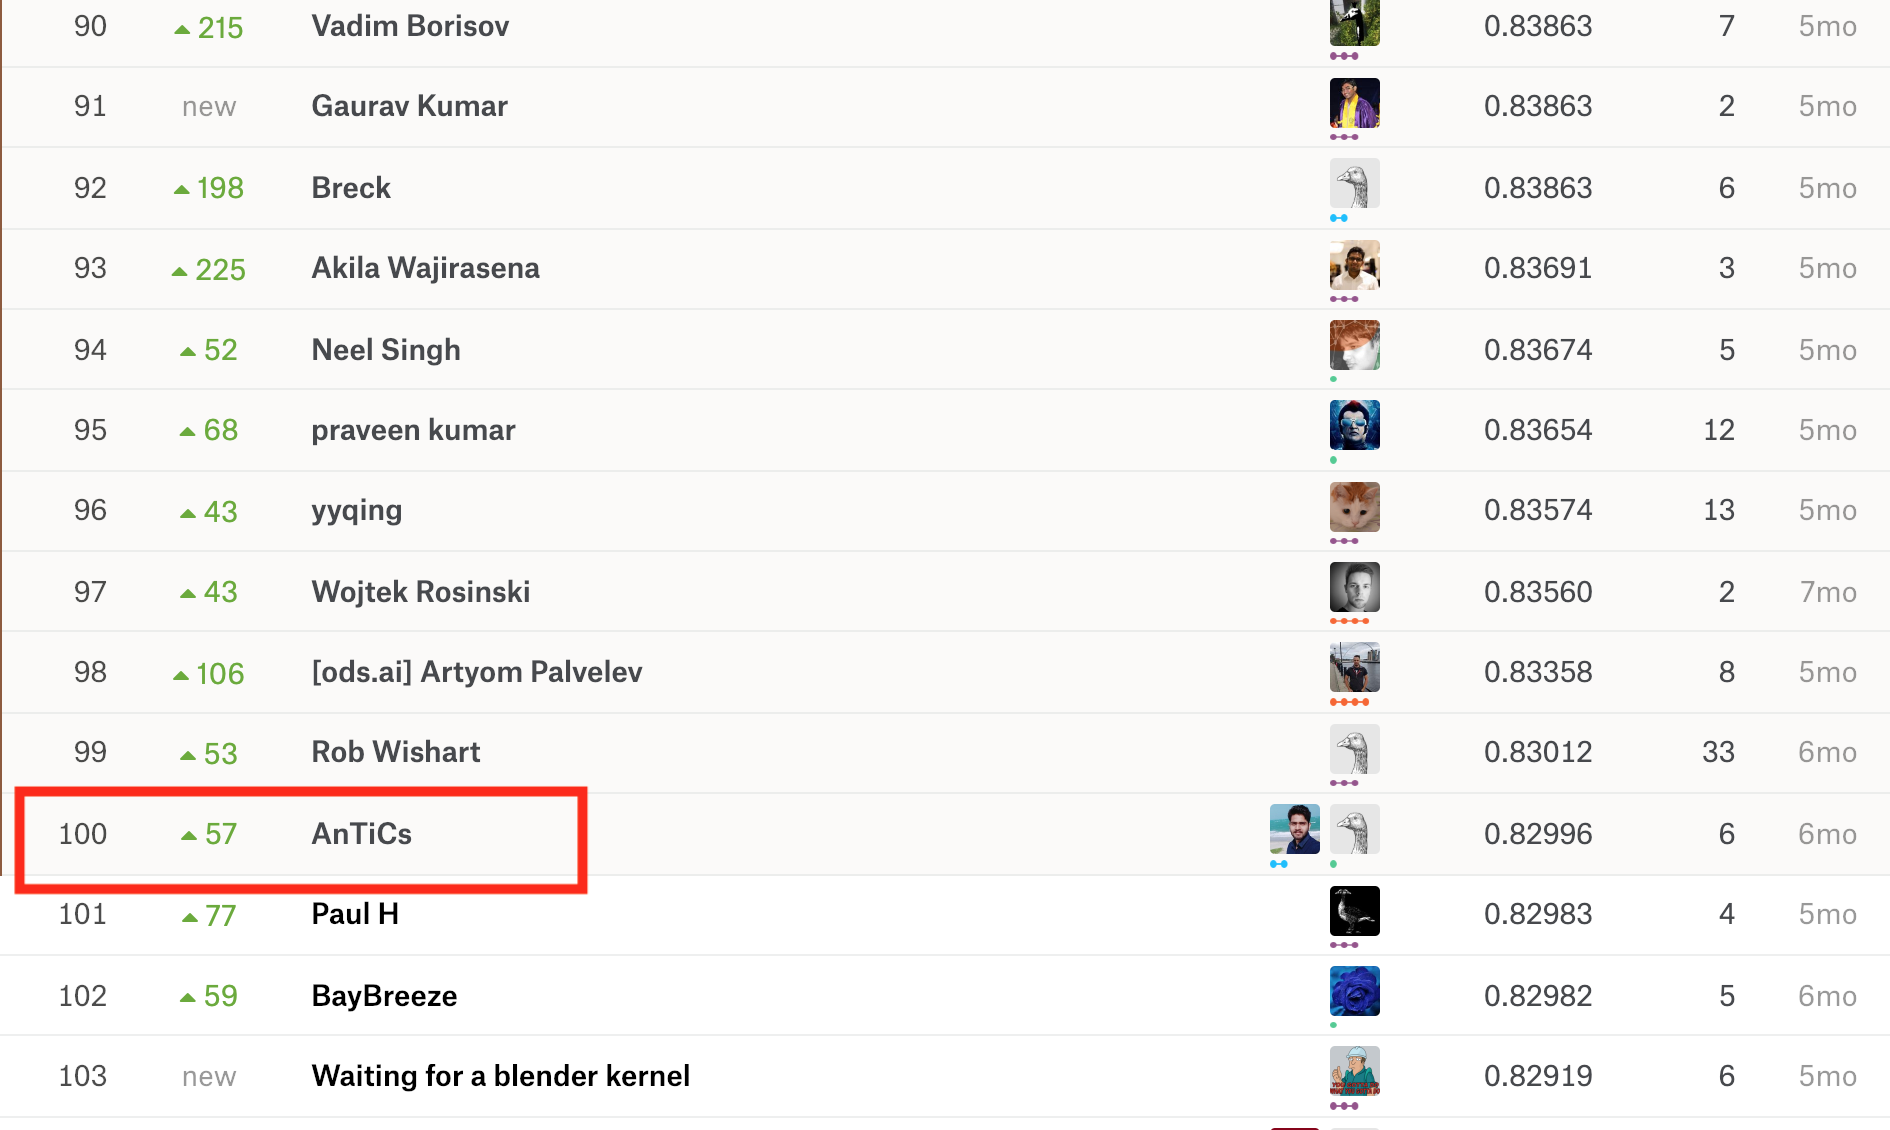 90 215 Vadim Borisov 0.83863 7 5mo
91 new Gaurav Kumar 0.83863 2 5mo
92 198 Breck 0.83863 6 5mo
93 225 Akila Wajirasena 0.83691 3 5mo
94 52 Neel Singh 0.83674 5 5mo
95 68 praveen kumar 0.83654 12 5mo
96 43 yyqing 0.83574 13 5mo
97 43 Wojtek Rosinski 0.83560 2 7mo
98 106 [ods.ai] Artyom Palvelev 0.83358 8 5mo
99 53 Rob Wishart 0.83012 33 6mo
100 57 AnTiCs 0.82996 6 6mo
101 77 Paul H 0.82983 4 5mo
102 59 BayBreeze 0.82982 5 6mo
103 new Waiting for a blender kernel 0.82919 6 5mo